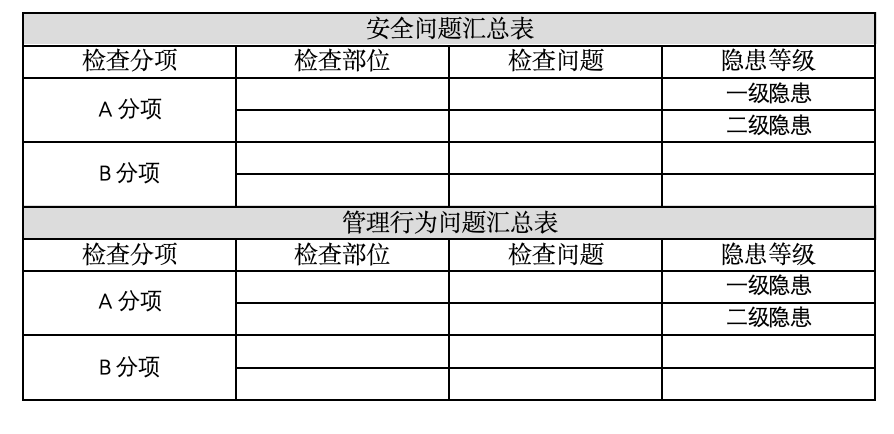 安全问题汇总表
检查分项 检查部位 检查问题 隐患等级
A 分项
一级隐患
二级隐患
B 分项
管理行为问题汇总表
检查分项 检查部位 检查问题 隐患等级
A 分项
一级隐患
二级隐患
B 分项